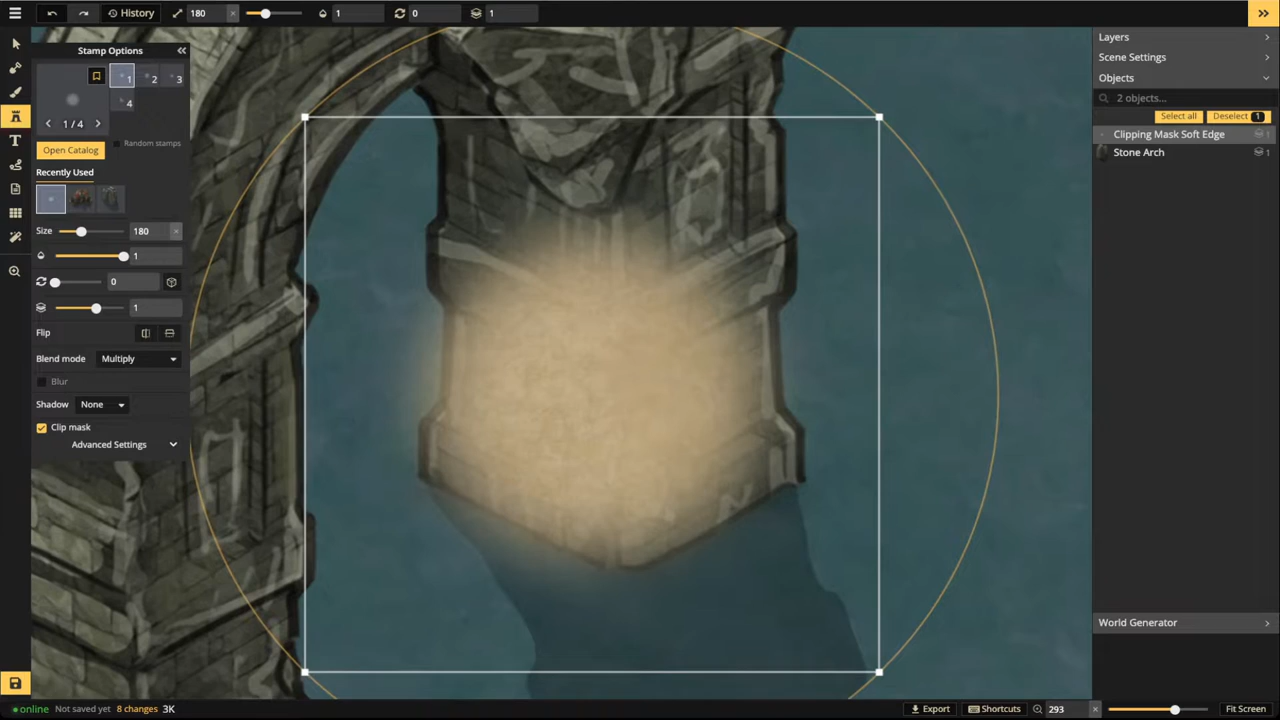 History
180
×
1
0
1
Stamp Options
1
2
3
4
1 / 4
Open Catalog
Random stamps
Recently Used
Size
180
×
1
0
1
Flip
Blend mode
Multiply
Blur
Shadow
None
Clip mask
Advanced Settings
Layers
Scene Settings
Objects
2 objects...
Select all
Deselect 1
Clipping Mask Soft Edge
1
Stone Arch
1
World Generator
online
Not saved yet
8 changes
3K
Export
Shortcuts
293
×
Fit Screen